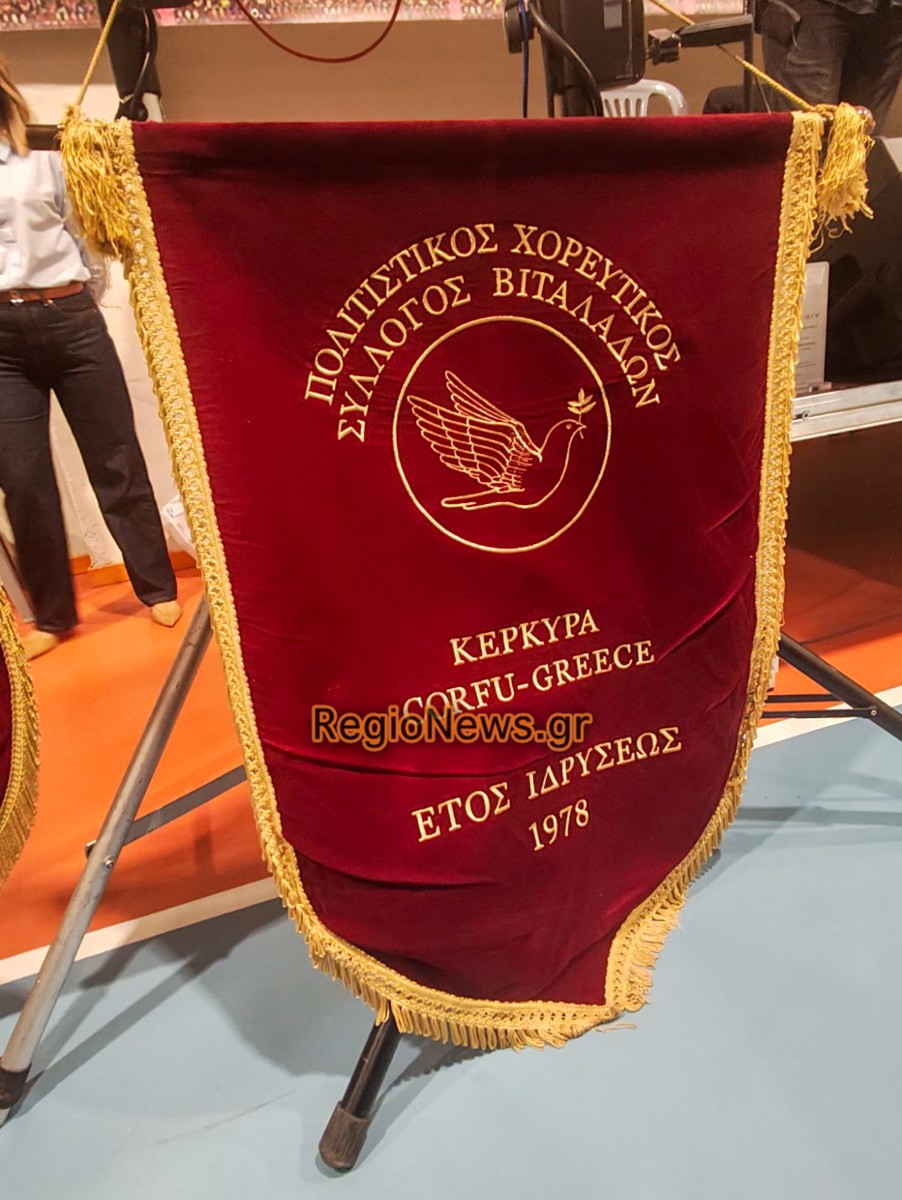 ΠΟΛΙΤΙΣΤΙΚΟΣ ΧΟΡΕΥΤΙΚΟΣ
ΣΥΛΛΟΓΟΣ ΒΙΤΑΛΑΔΩΝ
ΚΕΡΚΥΡΑ
CORFU-GREECE
RegioNews.gr
ΕΤΟΣ ΙΔΡΥΣΕΩΣ
1978